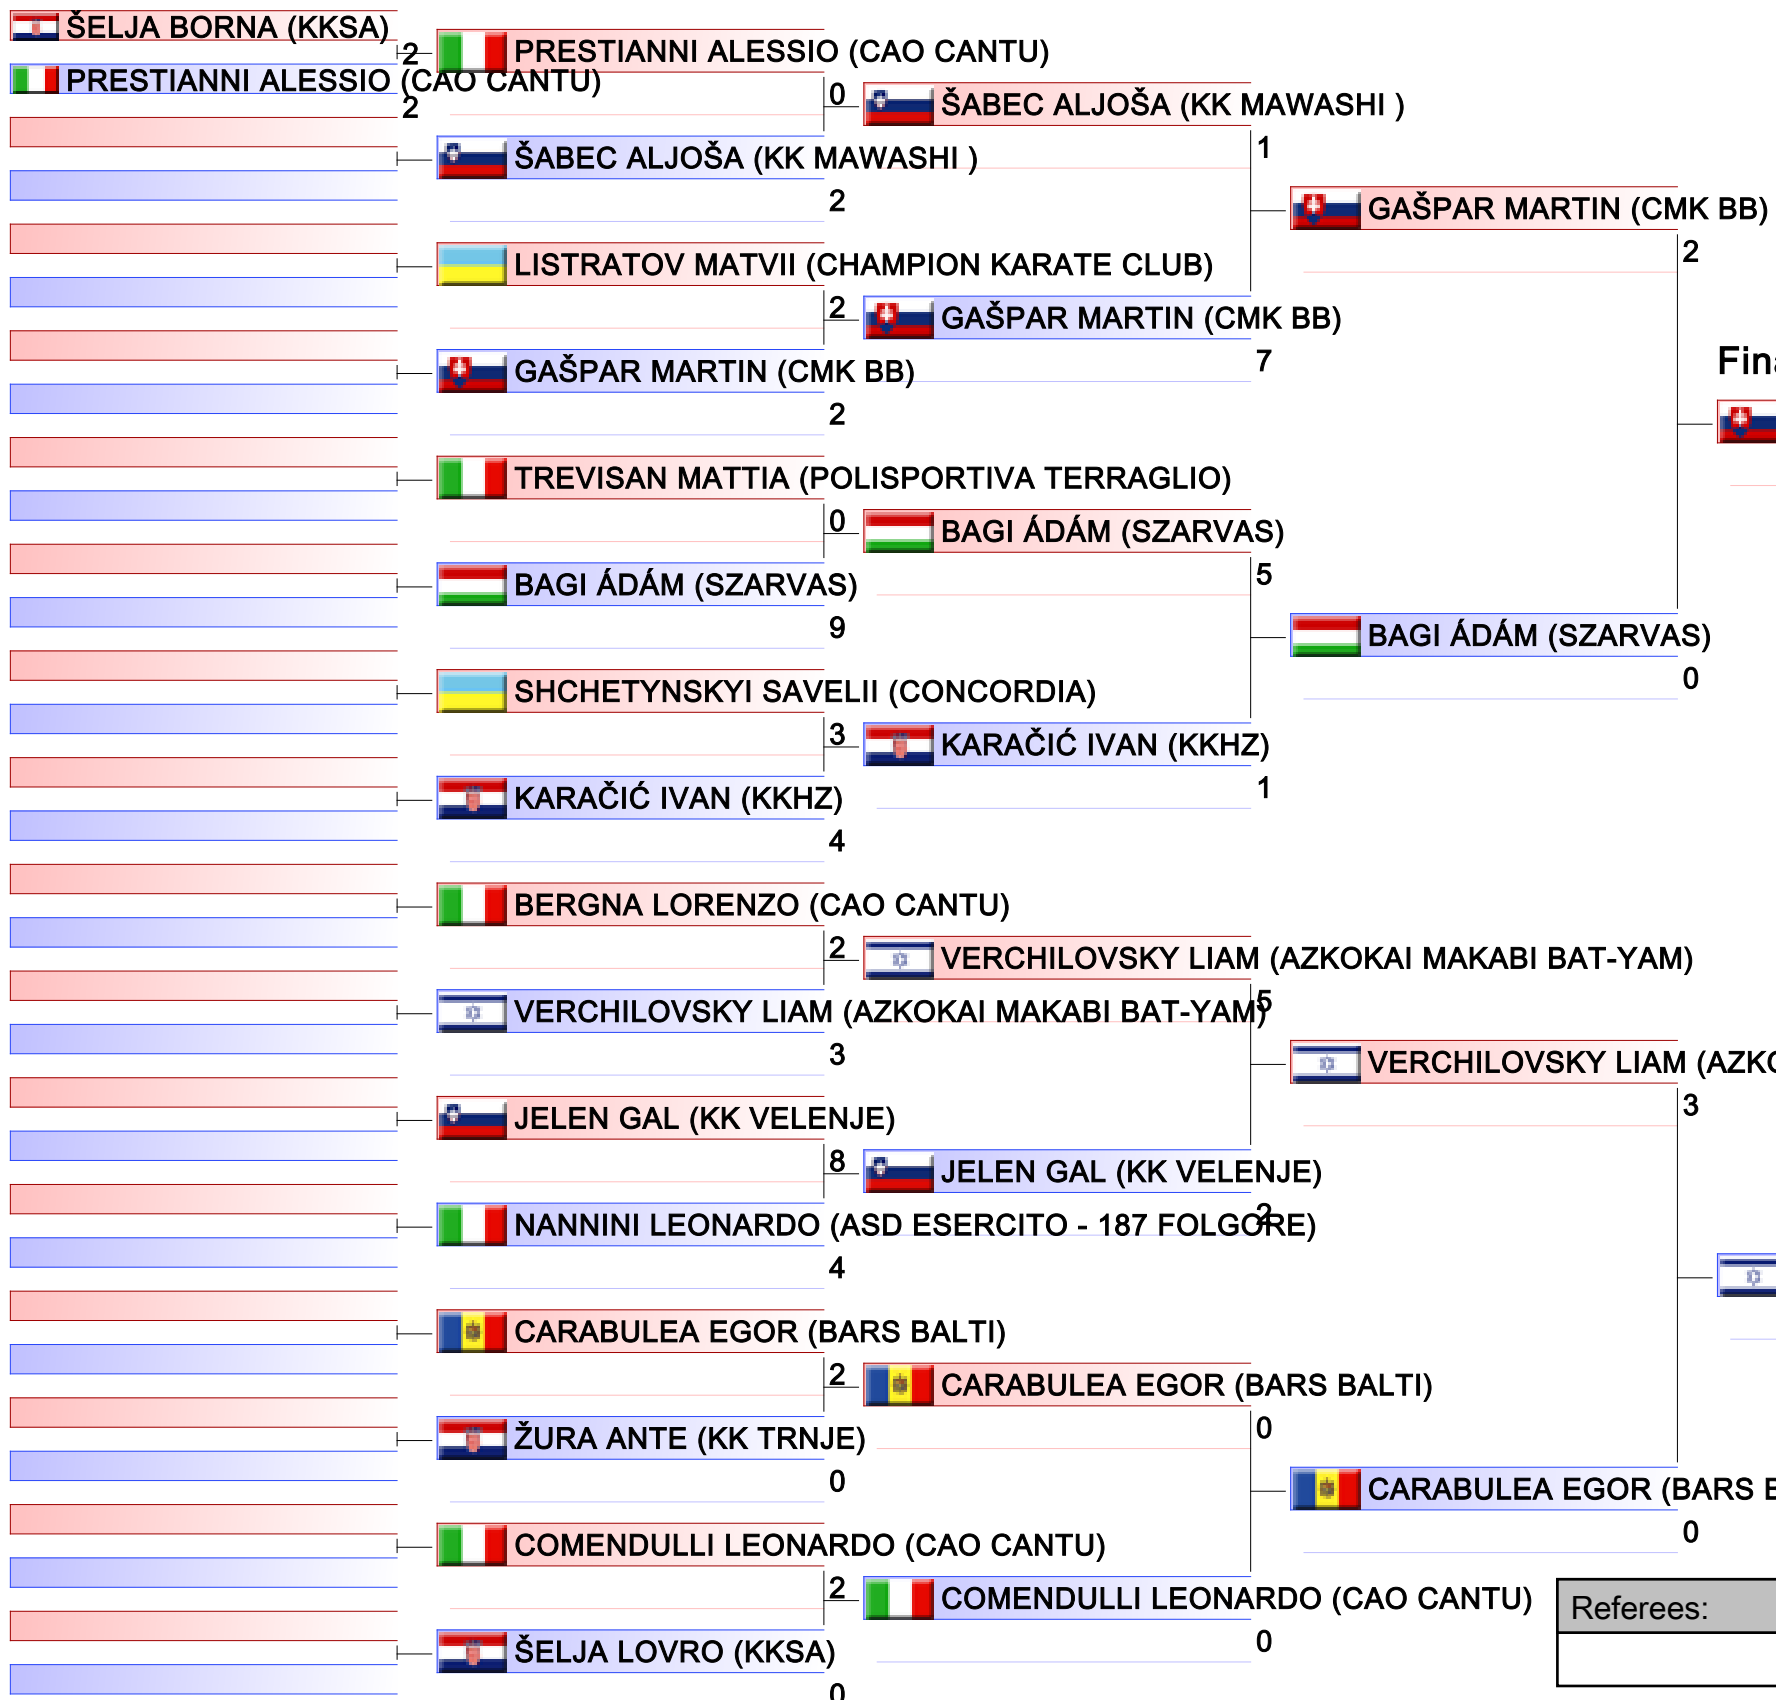 ŠELJA BORNA (KKSA)
2
PRESTIANNI ALESSIO (CAO CANTU)
2
PRESTIANNI ALESSIO (CAO CANTU)
0
ŠABEC ALJOŠA (KK MAWASHI )
2
LISTRATOV MATVII (CHAMPION KARATE CLUB)
2
GAŠPAR MARTIN (CMK BB)
2
TREVISAN MATTIA (POLISPORTIVA TERRAGLIO)
0
BAGI ÁDÁM (SZARVAS)
9
SHCHETYNSKYI SAVELII (CONCORDIA)
3
KARAČIĆ IVAN (KKHZ)
4
BERGNA LORENZO (CAO CANTU)
2
VERCHILOVSKY LIAM (AZKOKAI MAKABI BAT-YAM)
3
JELEN GAL (KK VELENJE)
8
NANNINI LEONARDO (ASD ESERCITO - 187 FOLGORE)
4
CARABULEA EGOR (BARS BALTI)
2
ŽURA ANTE (KK TRNJE)
0
COMENDULLI LEONARDO (CAO CANTU)
2
ŠELJA LOVRO (KKSA)
0
ŠABEC ALJOŠA (KK MAWASHI )
1
GAŠPAR MARTIN (CMK BB)
7
BAGI ÁDÁM (SZARVAS)
5
KARAČIĆ IVAN (KKHZ)
1
VERCHILOVSKY LIAM (AZKOKAI MAKABI BAT-YAM)
5
JELEN GAL (KK VELENJE)
2
CARABULEA EGOR (BARS BALTI)
0
COMENDULLI LEONARDO (CAO CANTU)
0
GAŠPAR MARTIN (CMK BB)
2
BAGI ÁDÁM (SZARVAS)
0
VERCHILOVSKY LIAM
3
CARABULEA EGOR (BARS
0
Referees: